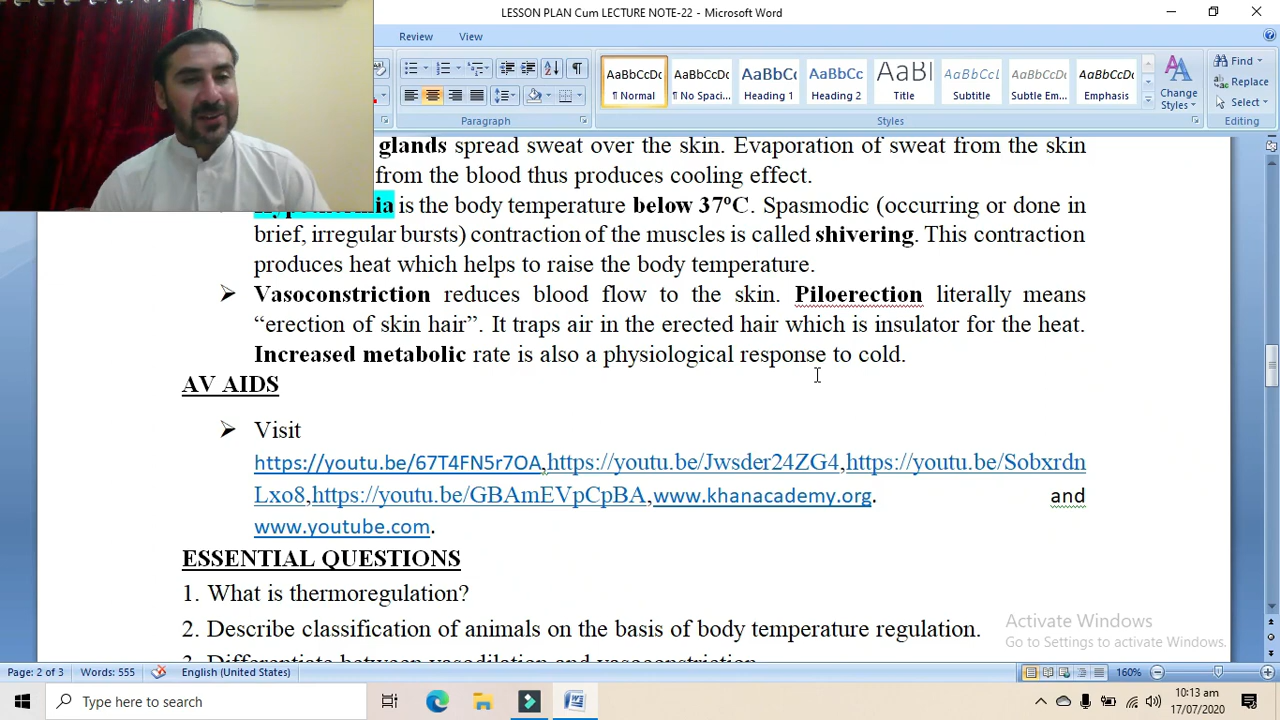 LESSON PLAN Cum LECTURE NOTE-22 - Microsoft Word
Review View
AaBbCcDc AaBbCcDc AaBbCc AaBbCc AaBl AaBbCcL AaBbCcDc AaBbCcDc
¶ Normal ¶ No Spaci... Heading 1 Heading 2 Title Subtitle Subtle Em... Emphasis
Change Styles
Find
Replace
Select
Paragraph Styles Editing
glands spread sweat over the skin. Evaporation of sweat from the skin
from the blood thus produces cooling effect.
is the body temperature below 37ºC. Spasmodic (occurring or done in
brief, irregular bursts) contraction of the muscles is called shivering. This contraction
produces heat which helps to raise the body temperature.
➢ Vasoconstriction reduces blood flow to the skin. Piloerection literally means
“erection of skin hair”. It traps air in the erected hair which is insulator for the heat.
Increased metabolic rate is also a physiological response to cold.
AV AIDS
➢ Visit
https://youtu.be/67T4FN5r7OA,https://youtu.be/Jwsder24ZG4,https://youtu.be/Sobxrdn
Lxo8,https://youtu.be/GBAmEVpCpBA,www.khanacademy.org. and
www.youtube.com.
ESSENTIAL QUESTIONS
1. What is thermoregulation?
2. Describe classification of animals on the basis of body temperature regulation.
3. Differentiate between vasodilation and vasoconstriction
Activate Windows
Go to Settings to activate Windows.
Page: 2 of 3 Words: 555 English (United States) 160%
Type here to search
10:13 am
17/07/2020